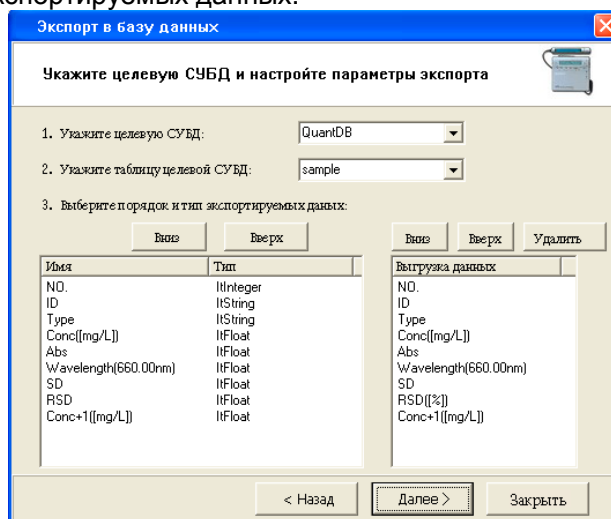 кспортируемых данных.
Экспорт в базу данных
Укажите целевую СУБД и настройте параметры экспорта
1. Укажите целевую СУБД: QuantDB
2. Укажите таблицу целевой СУБД: sample
3. Выберите порядок и тип экспортируемых даных:
Вниз Вверх Вниз Вверх Удалить
Имя Тип Выгрузка данных
NO. ltInteger NO.
ID ltString ID
Type ltString Type
Conc([mg/L]) ltFloat Conc([mg/L])
Abs ltFloat Abs
Wavelength(660.00nm) ltFloat Wavelength(660.00nm)
SD ltFloat SD
RSD ltFloat RSD([%])
Conc+1([mg/L]) ltFloat Conc+1([mg/L])
< Назад Далее > Закрыть